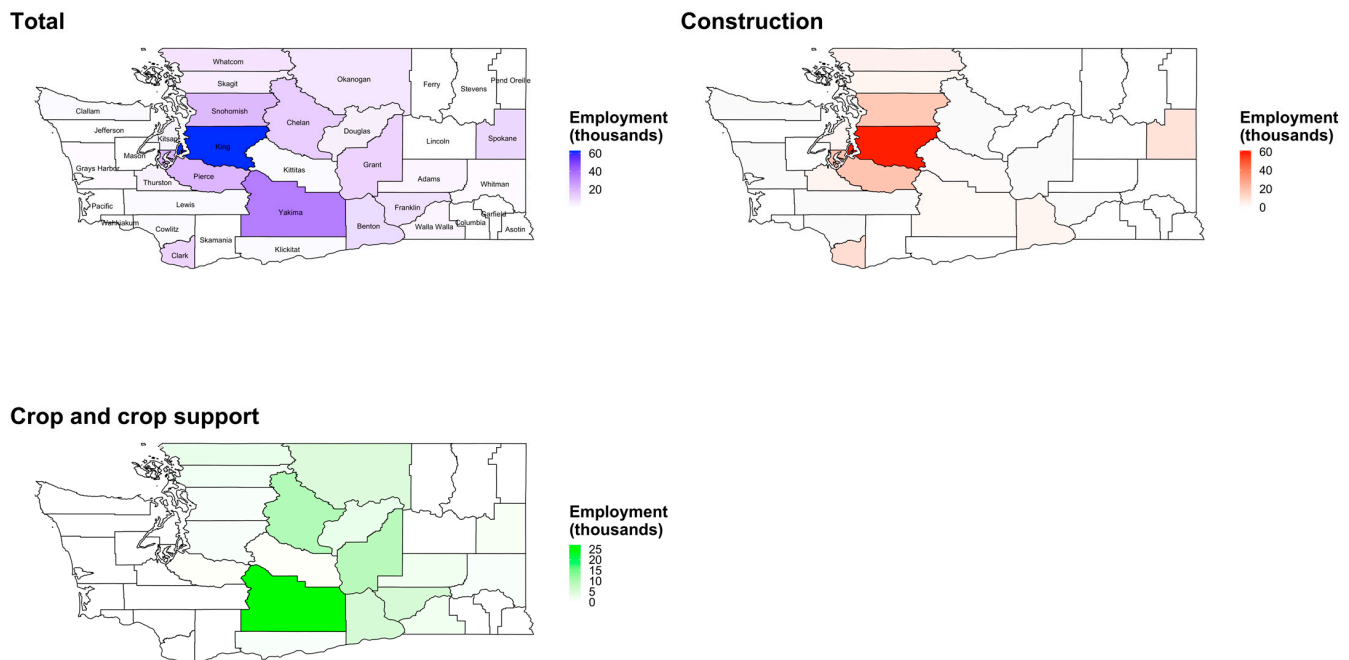 Total
Construction
Whatcom
Okanogan
Ferry
Stevens
Pend Oreille
Skagit
Clallam
Snohomish
Chelan
Douglas
Jefferson
Kitsap
Lincoln
Spokane
King
Mason
Grant
Grays Harbor
Kittitas
Pierce
Thurston
Adams
Whitman
Pacific
Lewis
Yakima
Franklin
Garfield
Wahkiakum
Cowlitz
Benton
Walla Walla
Columbia
Asotin
Skamania
Klickitat
Clark
Employment
(thousands)
60
40
20
Employment
(thousands)
60
40
20
0
Crop and crop support
Employment
(thousands)
25
20
15
10
5
0